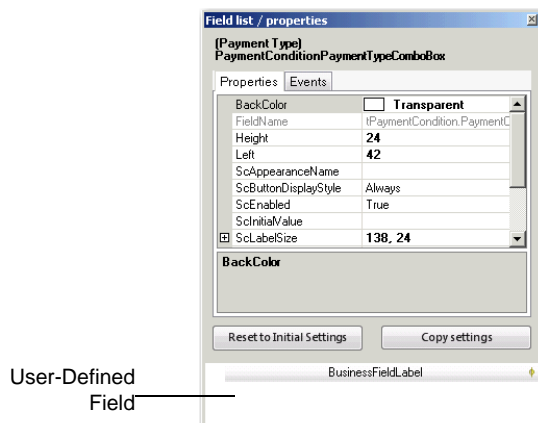 Field list / properties
(Payment Type)
PaymentConditionPaymentTypeComboBox
Properties Events
BackColor Transparent
FieldName tPaymentCondition.PaymentC
Height 24
Left 42
ScAppearanceName
ScButtonDisplayStyle Always
ScEnabled True
ScInitialValue
ScLabelSize 138, 24
BackColor
Reset to Initial Settings Copy settings
BusinessFieldLabel
User-Defined
Field